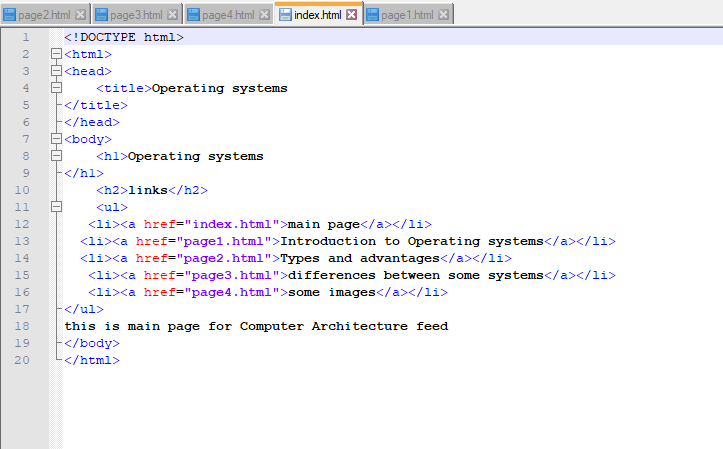 page2.html page3.html page4.html index.html page1.html
1 <!DOCTYPE html>
2 <html>
3 <head>
4 <title>Operating systems
5 </title>
6 </head>
7 <body>
8 <h1>Operating systems
9 </h1>
10 <h2>links</h2>
11 <ul>
12 <li><a href="index.html">main page</a></li>
13 <li><a href="page1.html">Introduction to Operating systems</a></li>
14 <li><a href="page2.html">Types and advantages</a></li>
15 <li><a href="page3.html">differences between some systems</a></li>
16 <li><a href="page4.html">some images</a></li>
17 </ul>
18 this is main page for Computer Architecture feed
19 </body>
20 </html>